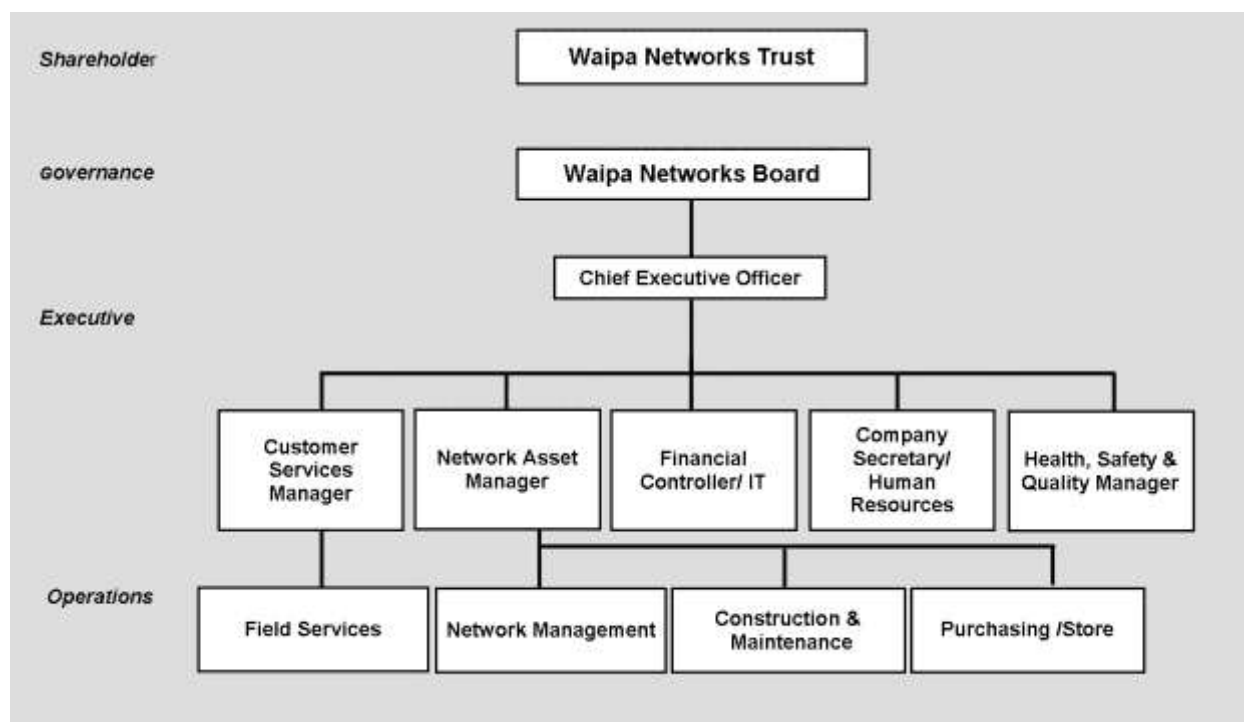 Shareholder
Waipa Networks Trust
Governance
Waipa Networks Board
Chief Executive Officer
Executive
Customer
Services
Manager
Network Asset
Manager
Financial
Controller/ IT
Company
Secretary/
Human
Resources
Health, Safety &
Quality Manager
Operations
Field Services
Network Management
Construction &
Maintenance
Purchasing /Store